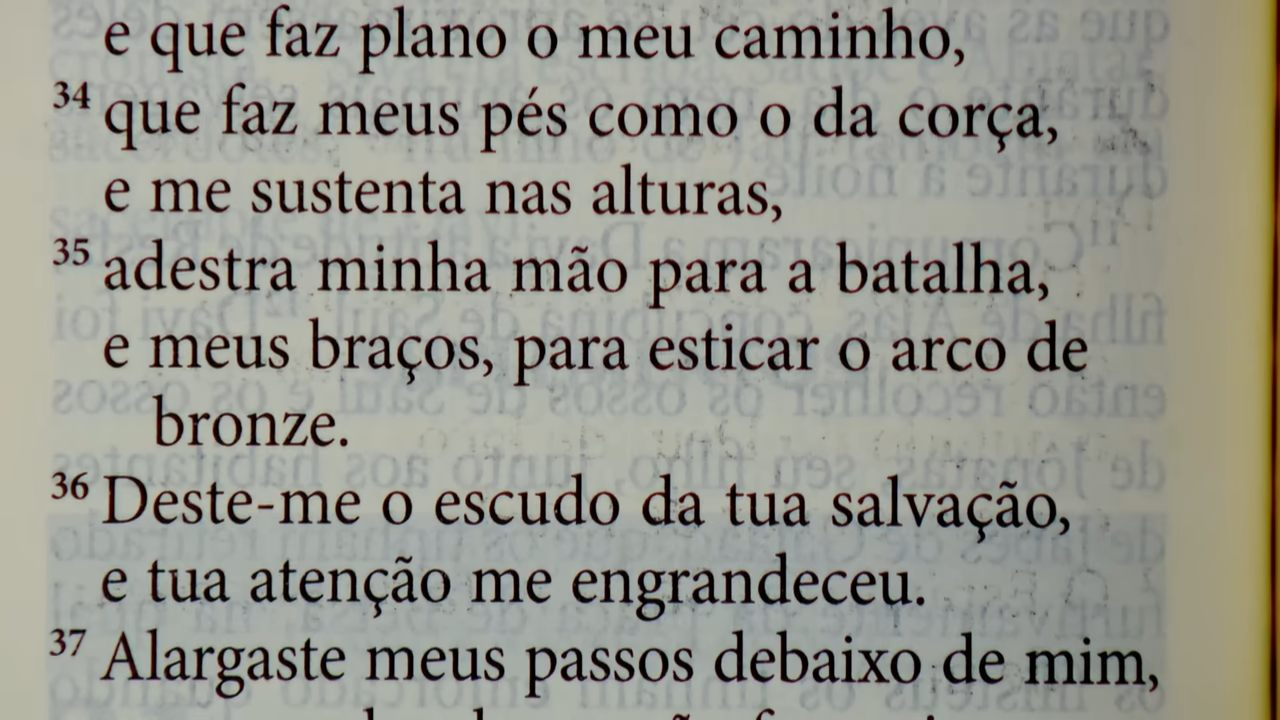 e que faz plano o meu caminho,
34 que faz meus pés como o da corça,
e me sustenta nas alturas,
35 adestra minha mão para a batalha,
e meus braços, para esticar o arco de
bronze.
36 Deste-me o escudo da tua salvação,
e tua atenção me engrandeceu.
37 Alargaste meus passos debaixo de mim,